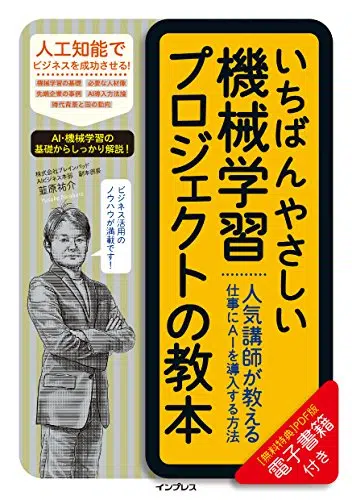 人工知能で
ビジネスを成功させる!
機械学習の基礎 必要な人材像
先端企業の事例 AI導入方法論
時代背景と国の動向
AI・機械学習の
基礎からしっかり解説!
株式会社ブレインパッド
AIビジネス本部 副本部長
韮原祐介
Yusuke Nirahara
ビジネス活用の
ノウハウが満載です!
いちばんやさしい
機械学習
プロジェクトの教本
人気講師が教える
仕事にAIを導入する方法
[無料特典]PDF版
電子書籍
付き
インプレス